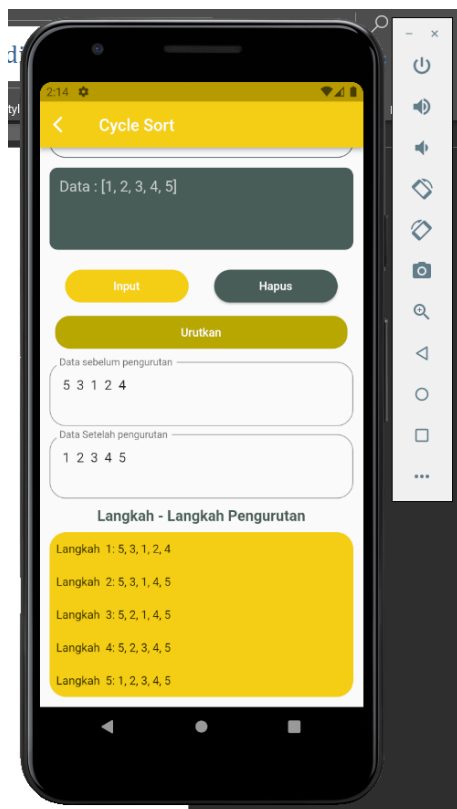 2:14
Cycle Sort
Data : [1, 2, 3, 4, 5]
Input
Hapus
Urutkan
Data sebelum pengurutan
5 3 1 2 4
Data Setelah pengurutan
1 2 3 4 5
Langkah - Langkah Pengurutan
Langkah 1: 5, 3, 1, 2, 4
Langkah 2: 5, 3, 1, 4, 5
Langkah 3: 5, 2, 1, 4, 5
Langkah 4: 5, 2, 3, 4, 5
Langkah 5: 1, 2, 3, 4, 5